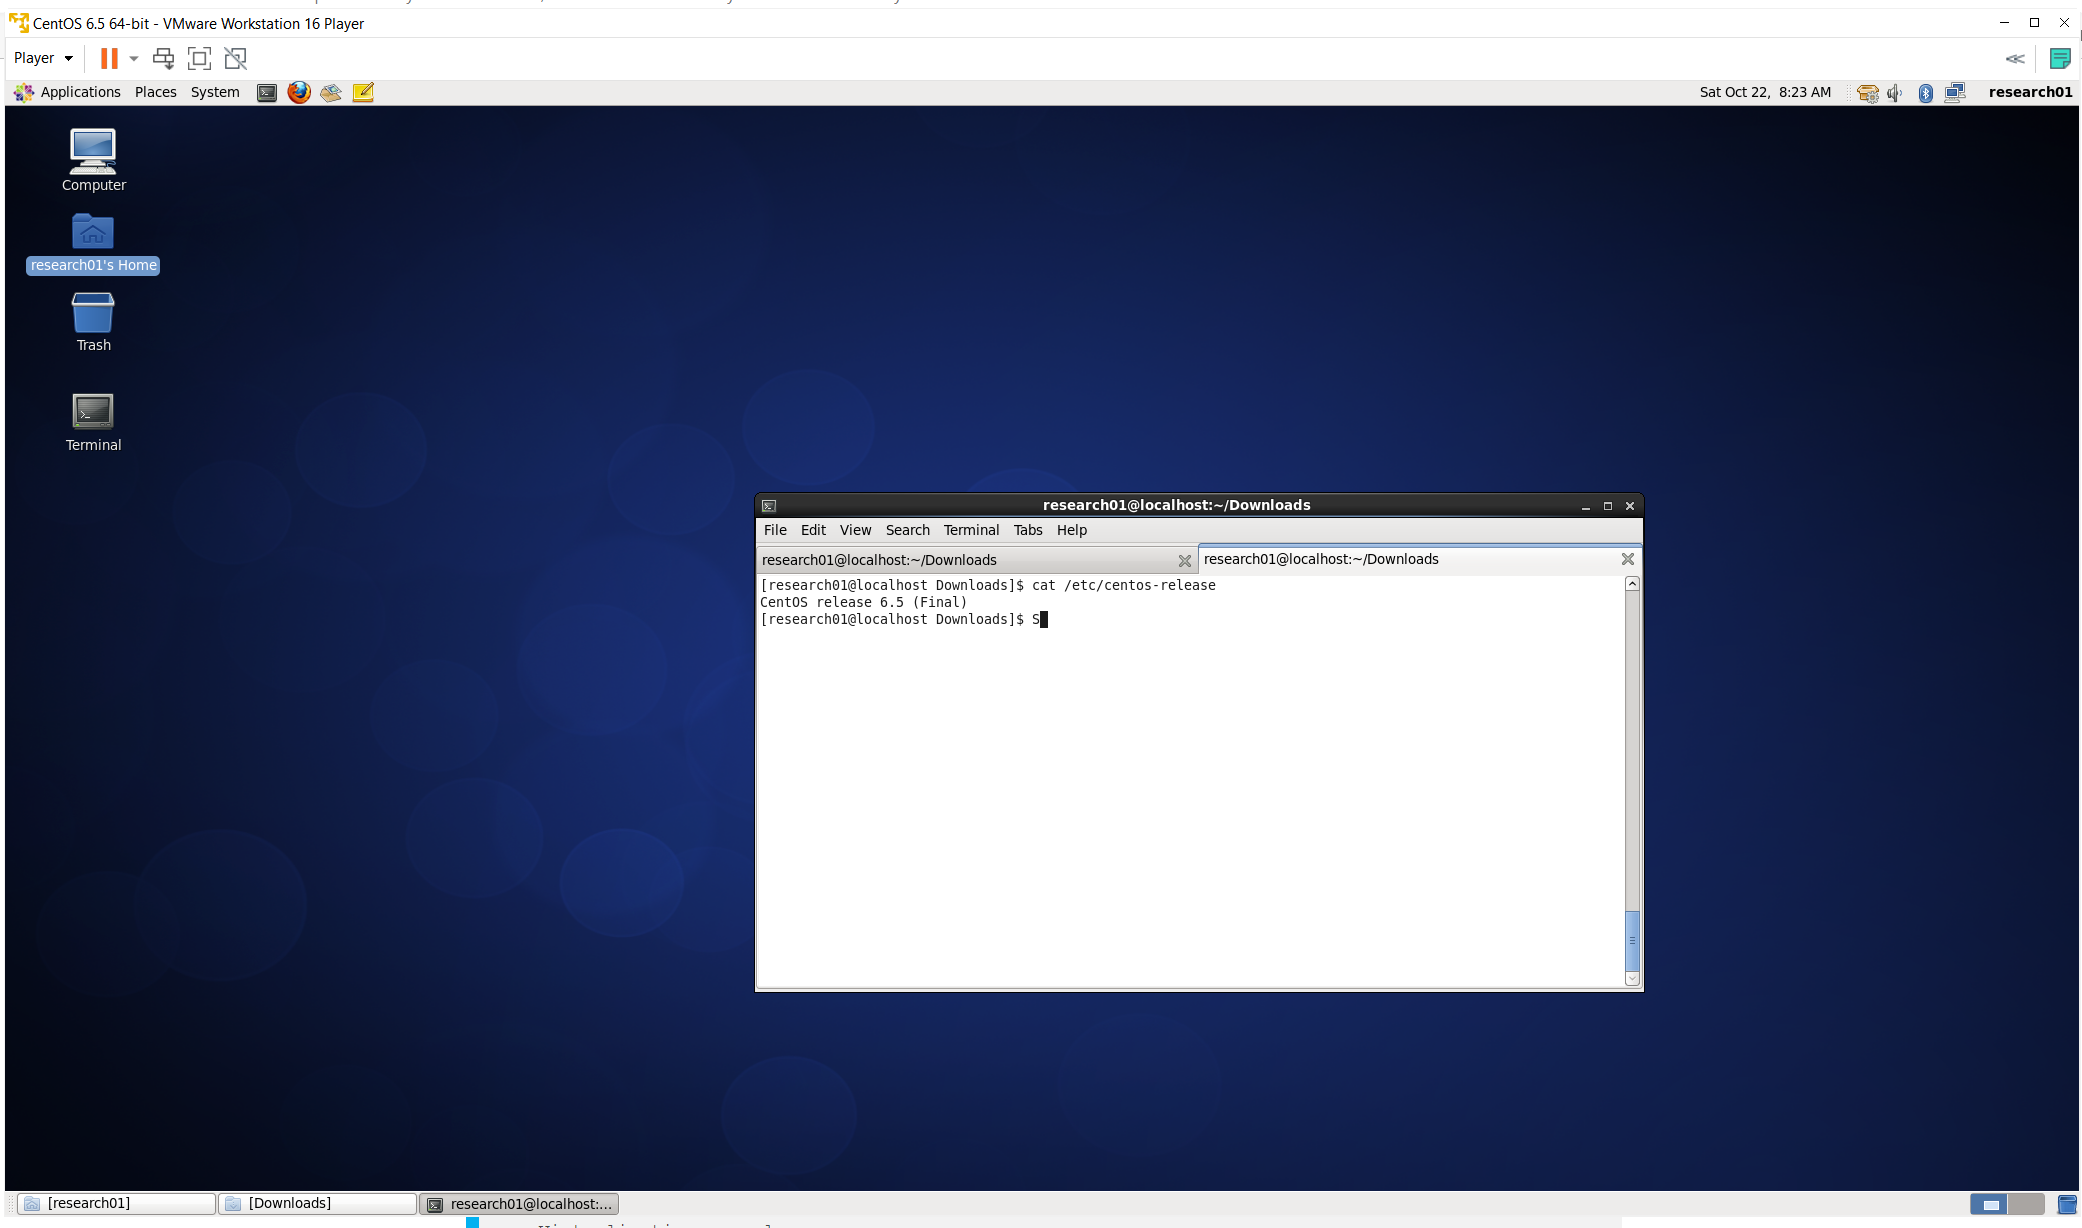 CentOS 6.5 64-bit - VMware Workstation 16 Player
Player
Applications Places System
Sat Oct 22, 8:23 AM
research01
Computer
research01's Home
Trash
Terminal
research01@localhost:~/Downloads
File Edit View Search Terminal Tabs Help
research01@localhost:~/Downloads
research01@localhost:~/Downloads
[research01@localhost Downloads]$ cat /etc/centos-release
CentOS release 6.5 (Final)
[research01@localhost Downloads]$ S
[research01]
[Downloads]
research01@localhost:...